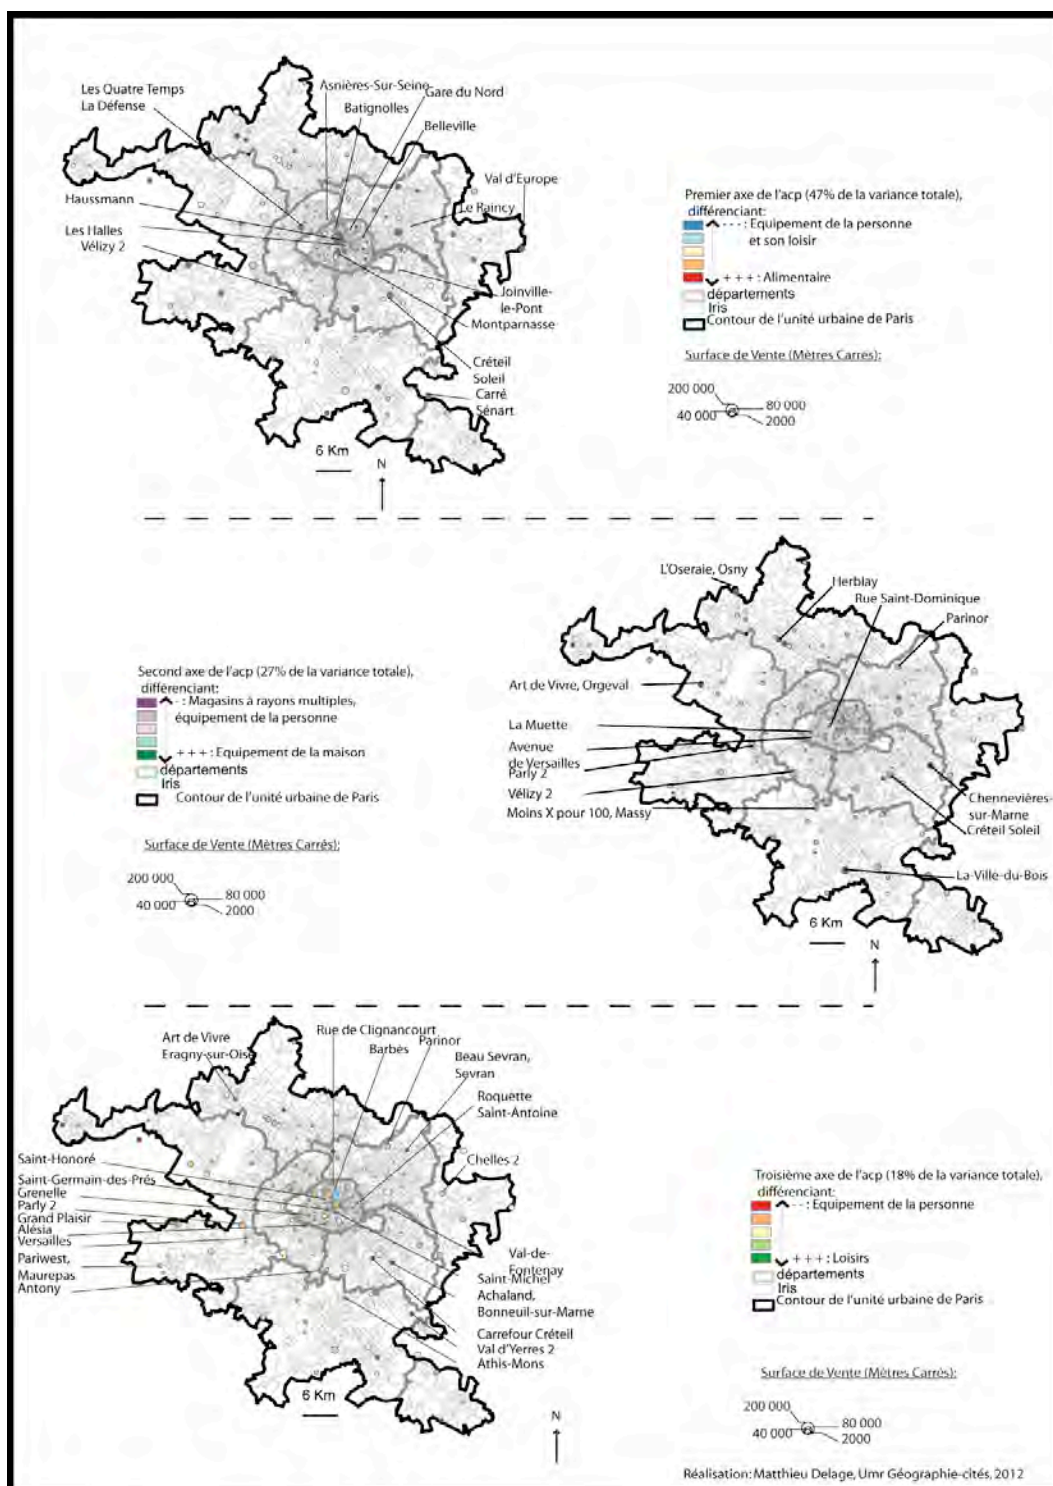 Les Quatre Temps
La Défense
Asnières-Sur-Seine
Batignolles
Gare du Nord
Belleville
Val d'Europe
Le Raincy
Haussmann
Les Halles
Vélizy 2
Joinville-
le-Pont
Montparnasse
Créteil
Soleil
Carré
Sénart
6 Km
N
Premier axe de l'acp (47% de la variance totale),
différenciant:
- - - : Equipement de la personne
et son loisir
+ + + : Alimentaire
départements
Iris
Contour de l'unité urbaine de Paris
Surface de Vente (Mètres Carrés):
200 000
40 000
80 000
2000
L'Oseraie, Osny
Herblay
Rue Saint-Dominique
Parinor
Art de Vivre, Orgeval
La Muette
Avenue
de Versailles
Parly 2
Vélizy 2
Moins X pour 100, Massy
Chennevières-
sur-Marne
Créteil Soleil
La-Ville-du-Bois
6 Km
N
Second axe de l'acp (27% de la variance totale),
différenciant:
- : Magasins à rayons multiples,
équipement de la personne
+ + + : Equipement de la maison
départements
Iris
Contour de l'unité urbaine de Paris
Surface de Vente (Mètres Carrés):
200 000
40 000
80 000
2000
Art de Vivre
Eragny-sur-Oise
Rue de Clignancourt
Barbès
Parinor
Beau Sevran,
Sevran
Roquette
Saint-Antoine
Chelles 2
Saint-Honoré
Saint-Germain-des-Prés
Grenelle
Parly 2
Grand Plaisir
Alésia
Versailles
Pariwest,
Maurepas
Antony
Val-de-
Fontenay
Saint-Michel
Achaland,
Bonneuil-sur-Marne
Carrefour Créteil
Val d'Yerres 2
Athis-Mons
6 Km
N
Troisième axe de l'acp (18% de la variance totale),
différenciant:
- - : Equipement de la personne
+ + + : Loisirs
départements
Iris
Contour de l'unité urbaine de Paris
Surface de Vente (Mètres Carrés):
200 000
40 000
80 000
2000
Réalisation: Matthieu Delage, Umr Géographie-cités, 2012